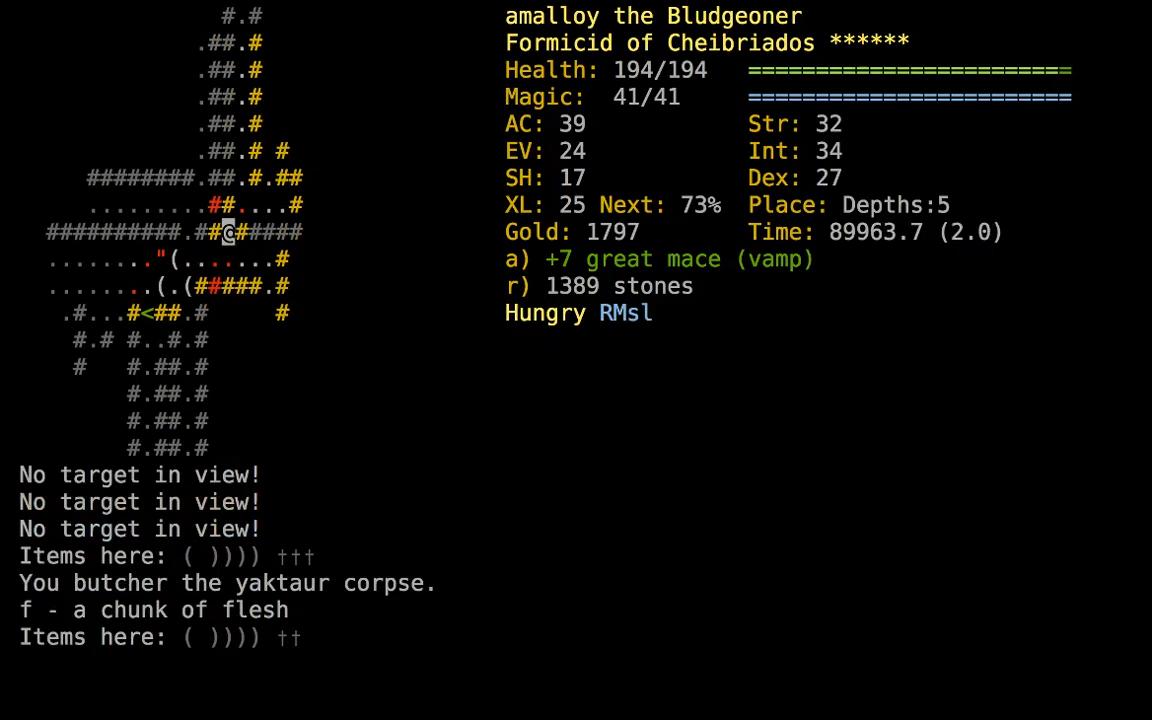 amalloy the Bludgeoner
Formicid of Cheibriados ******
Health: 194/194
Magic: 41/41
AC: 39 Str: 32
EV: 24 Int: 34
SH: 17 Dex: 27
XL: 25 Next: 73% Place: Depths:5
Gold: 1797 Time: 89963.7 (2.0)
a) +7 great mace (vamp)
r) 1389 stones
Hungry RMsl
No target in view!
No target in view!
No target in view!
Items here: ( )))) †††
You butcher the yaktaur corpse.
f - a chunk of flesh
Items here: ( )))) ††